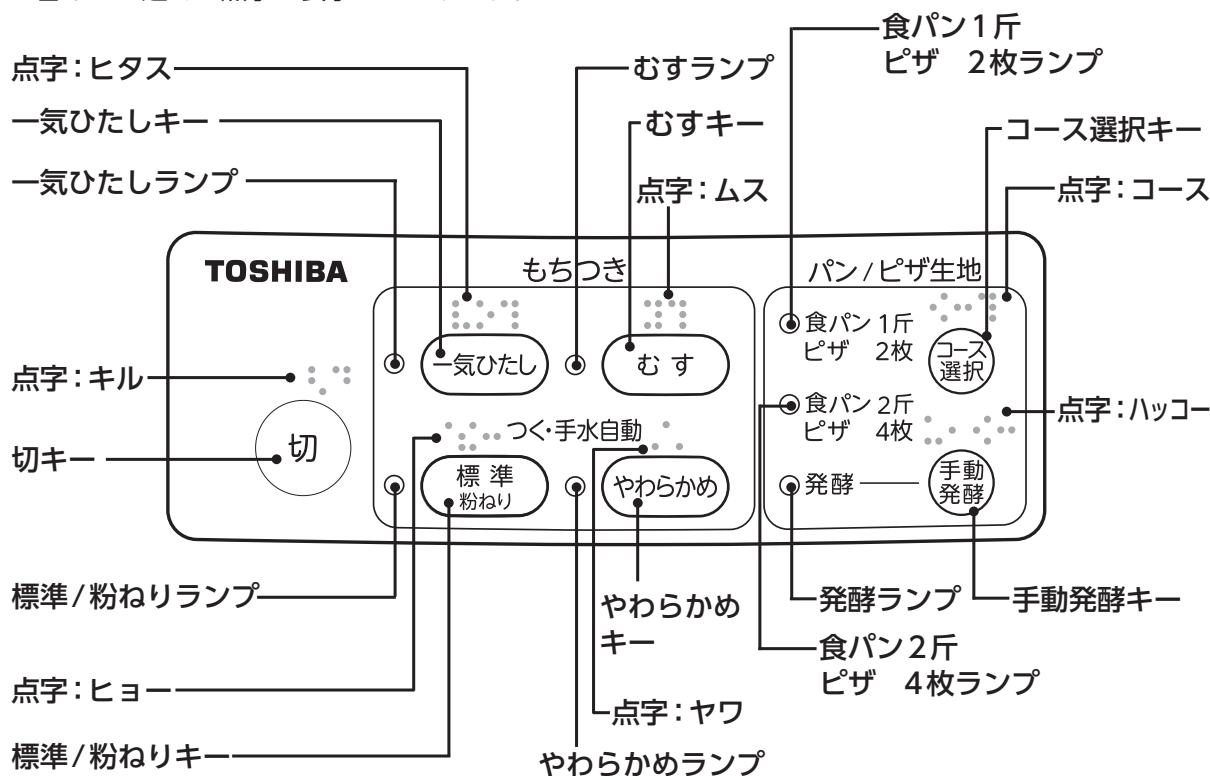 食パン1斤
ピザ　2枚ランプ
点字：ヒタス
むすランプ
一気ひたしキー
むすキー
コース選択キー
一気ひたしランプ
点字：ムス
点字：コース
TOSHIBA
もちつき
パン/ピザ生地
食パン 1斤
ピザ　2枚
コース
選択
一気ひたし
むす
点字：キル
食パン 2斤
ピザ　4枚
点字：ハッコー
つく・手水自動
切キー
切
標準
粉ねり
やわらかめ
発酵
手動
発酵
標準/粉ねりランプ
やわらかめ
キー
発酵ランプ
手動発酵キー
食パン2斤
ピザ　4枚ランプ
点字：ヒョー
点字：ヤワ
標準/粉ねりキー
やわらかめランプ